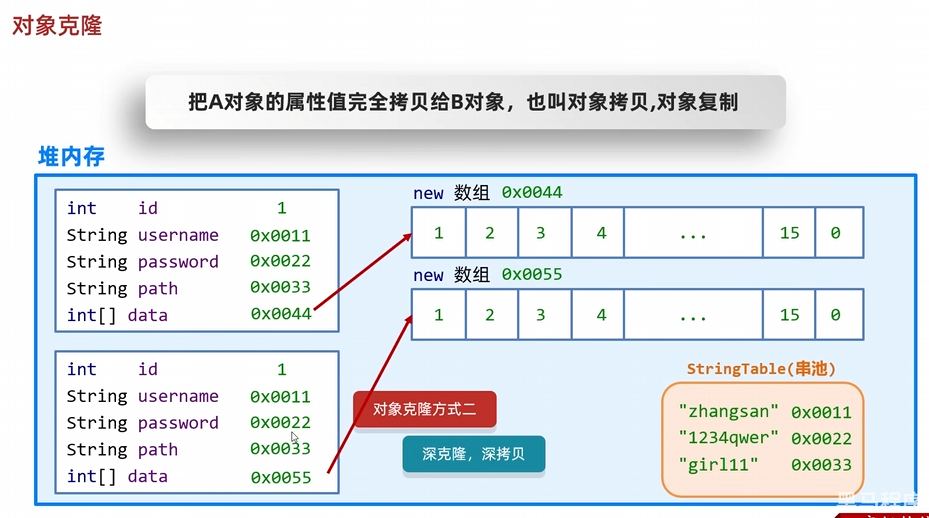 对象克隆
把A对象的属性值完全拷贝给B对象，也叫对象拷贝,对象复制
堆内存
int id 1
String username 0x0011
String password 0x0022
String path 0x0033
int[] data 0x0044
new 数组 0x0044
1 2 3 4 ... 15 0
new 数组 0x0055
1 2 3 4 ... 15 0
int id 1
String username 0x0011
String password 0x0022
String path 0x0033
int[] data 0x0055
对象克隆方式二
深克隆，深拷贝
StringTable(串池)
"zhangsan" 0x0011
"1234qwer" 0x0022
"girl11" 0x0033